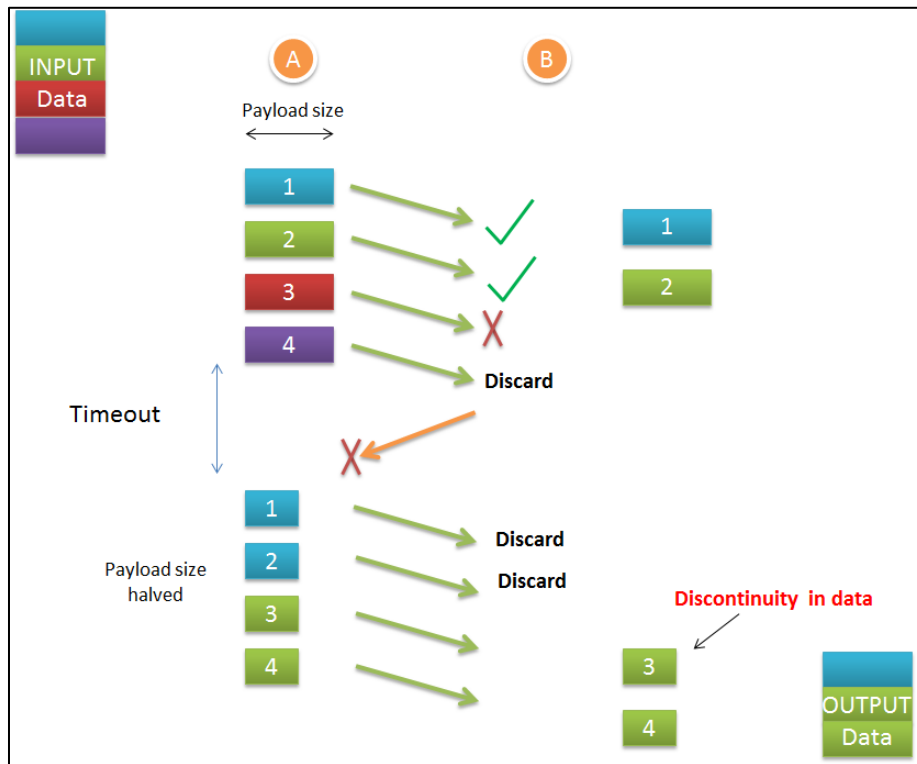 INPUT
Data
A
B
Payload size
1
2
3
4
1
2
Discard
Timeout
1
2
3
4
Payload size
halved
Discard
Discard
Discontinuity in data
3
4
OUTPUT
Data